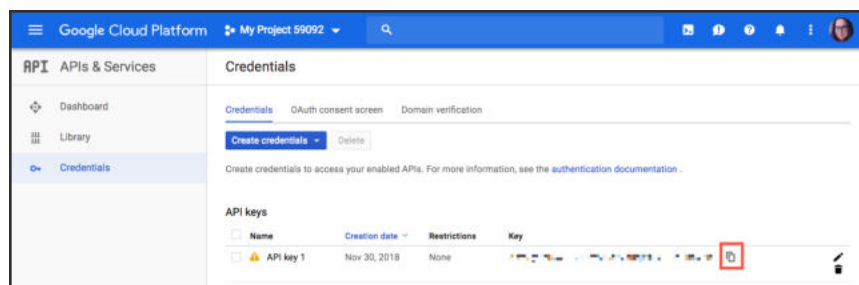 Google Cloud Platform My Project 59092
API APIs & Services Credentials
Dashboard
Library
Credentials
Credentials OAuth consent screen Domain verification
Create credentials Delete
Create credentials to access your enabled APIs. For more information, see the authentication documentation .
API keys
Name Creation date Restrictions Key
API key 1 Nov 30, 2018 None